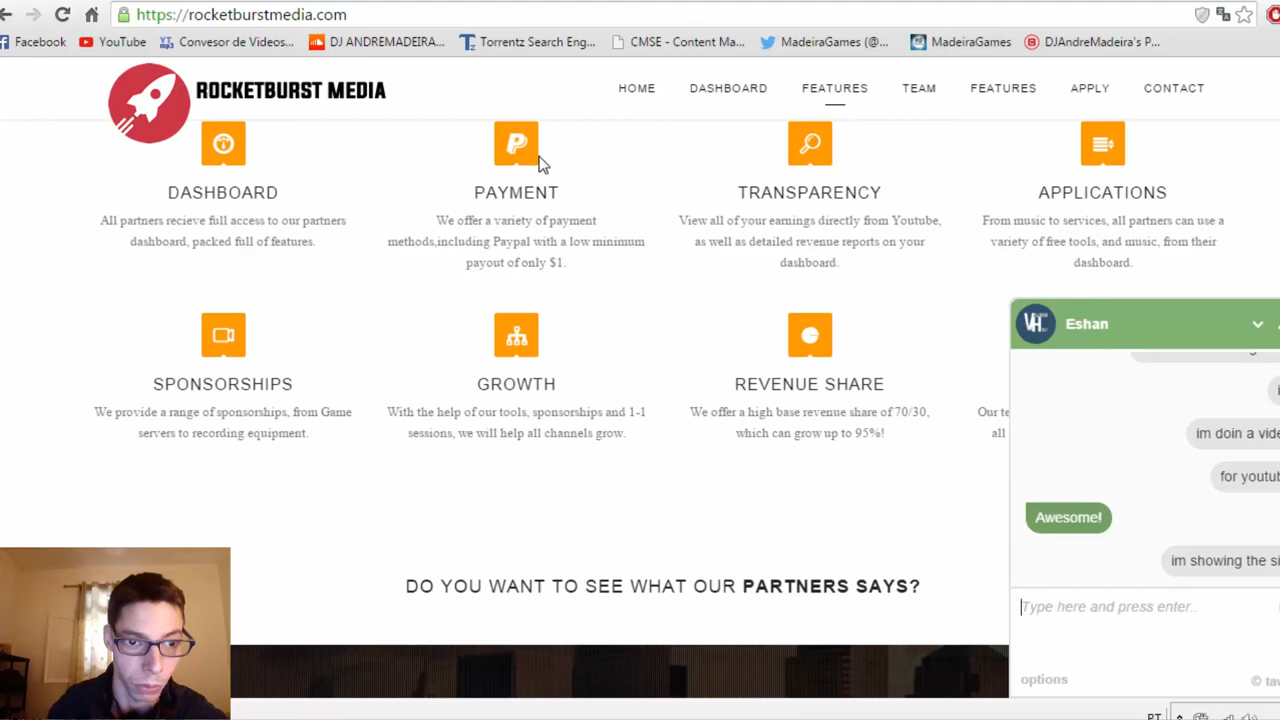 https://rocketburstmedia.com
Facebook YouTube Convesor de Videos... DJ ANDREMADEIRA... Torrentz Search Eng... CMSE - Content Ma... MadeiraGames (@... MadeiraGames DJAndreMadeira's P...
ROCKETBURST MEDIA
HOME DASHBOARD FEATURES TEAM FEATURES APPLY CONTACT
DASHBOARD
All partners recieve full access to our partners
dashboard, packed full of features.
PAYMENT
We offer a variety of payment
methods,including Paypal with a low minimum
payout of only $1.
TRANSPARENCY
View all of your earnings directly from Youtube,
as well as detailed revenue reports on your
dashboard.
APPLICATIONS
From music to services, all partners can use a
variety of free tools, and music, from their
dashboard.
SPONSORSHIPS
We provide a range of sponsorships, from Game
servers to recording equipment.
GROWTH
With the help of our tools, sponsorships and 1-1
sessions, we will help all channels grow.
REVENUE SHARE
We offer a high base revenue share of 70/30,
which can grow up to 95%!
Our te
all
DO YOU WANT TO SEE WHAT OUR PARTNERS SAYS?
VH Eshan
im doin a vide
for youtub
Awesome!
im showing the si
Type here and press enter..
options © taw
PT